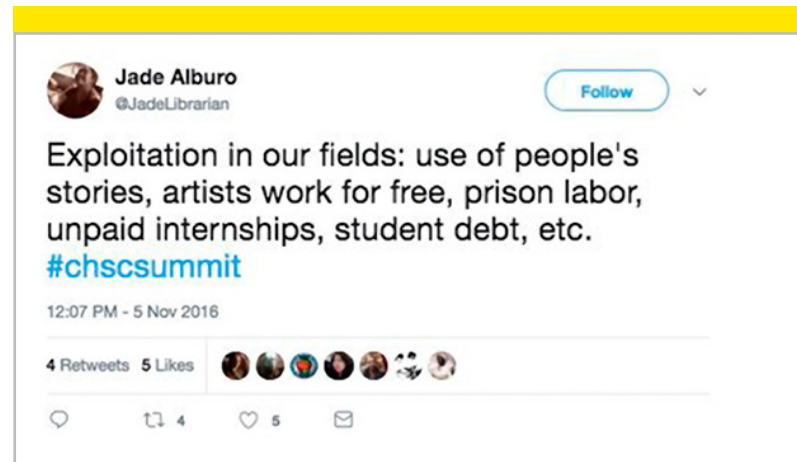 Jade Alburo
@JadeLibrarian
Follow
Exploitation in our fields: use of people's
stories, artists work for free, prison labor,
unpaid internships, student debt, etc.
#chscsummit
12:07 PM - 5 Nov 2016
4 Retweets 5 Likes
4 5